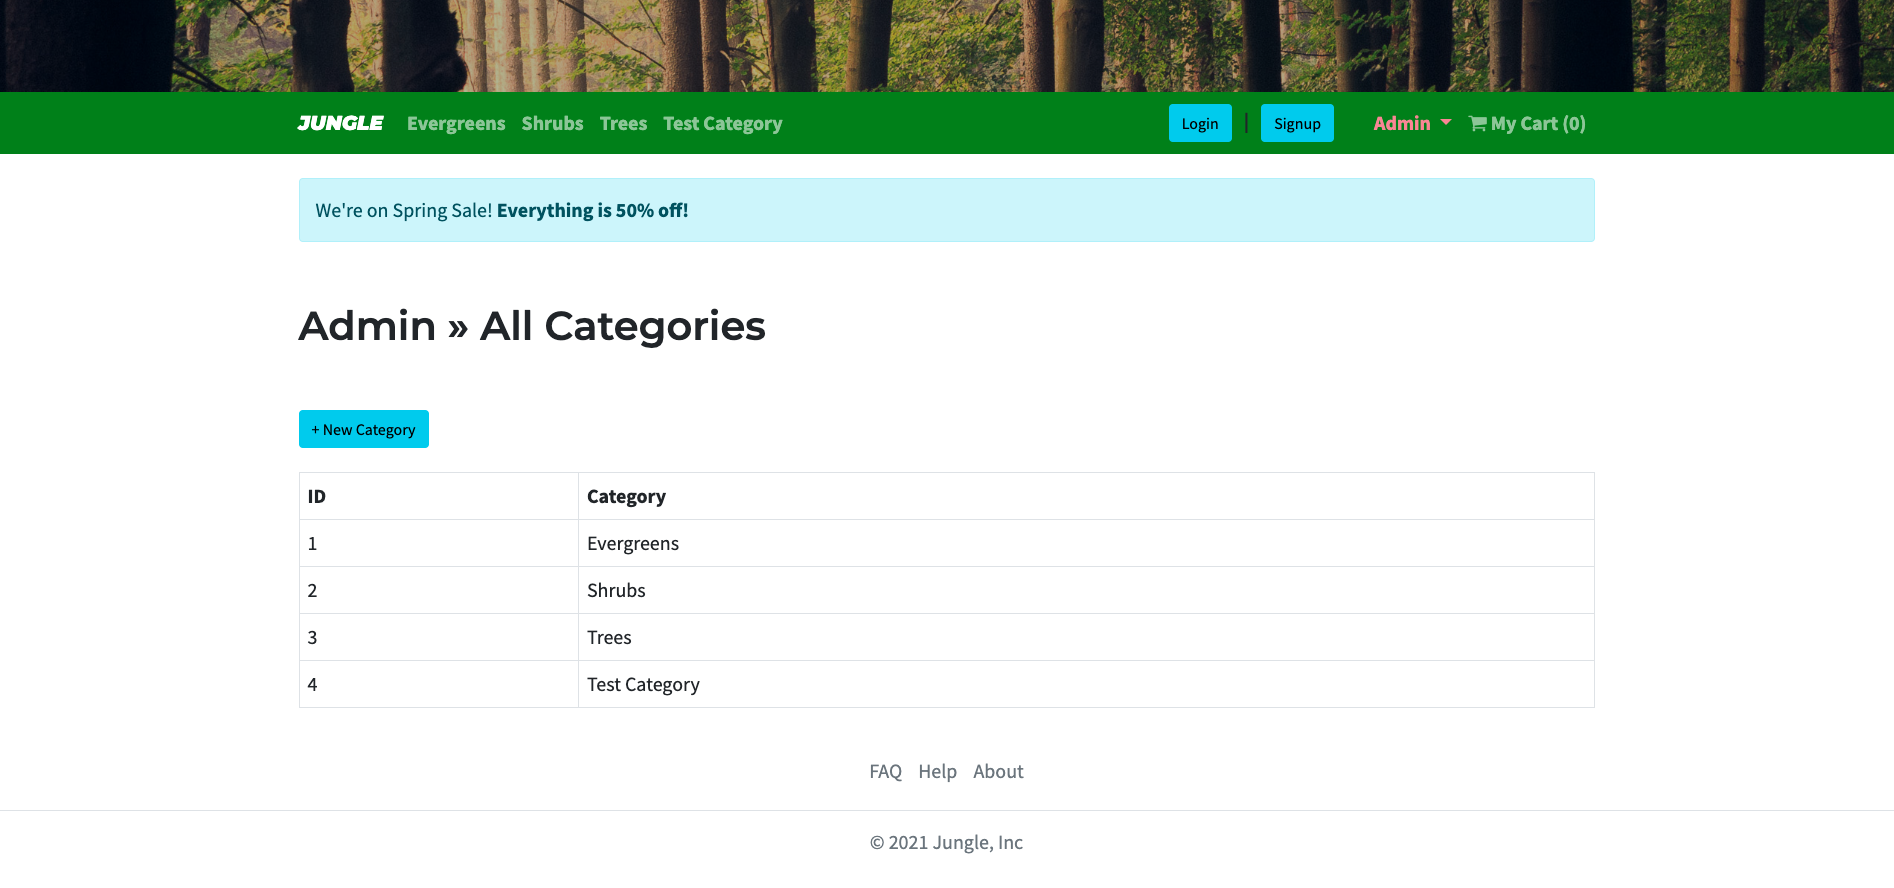 JUNGLE Evergreens Shrubs Trees Test Category Login | Signup Admin My Cart (0)
We're on Spring Sale! Everything is 50% off!
Admin » All Categories
+ New Category
ID Category
1 Evergreens
2 Shrubs
3 Trees
4 Test Category
FAQ Help About
© 2021 Jungle, Inc